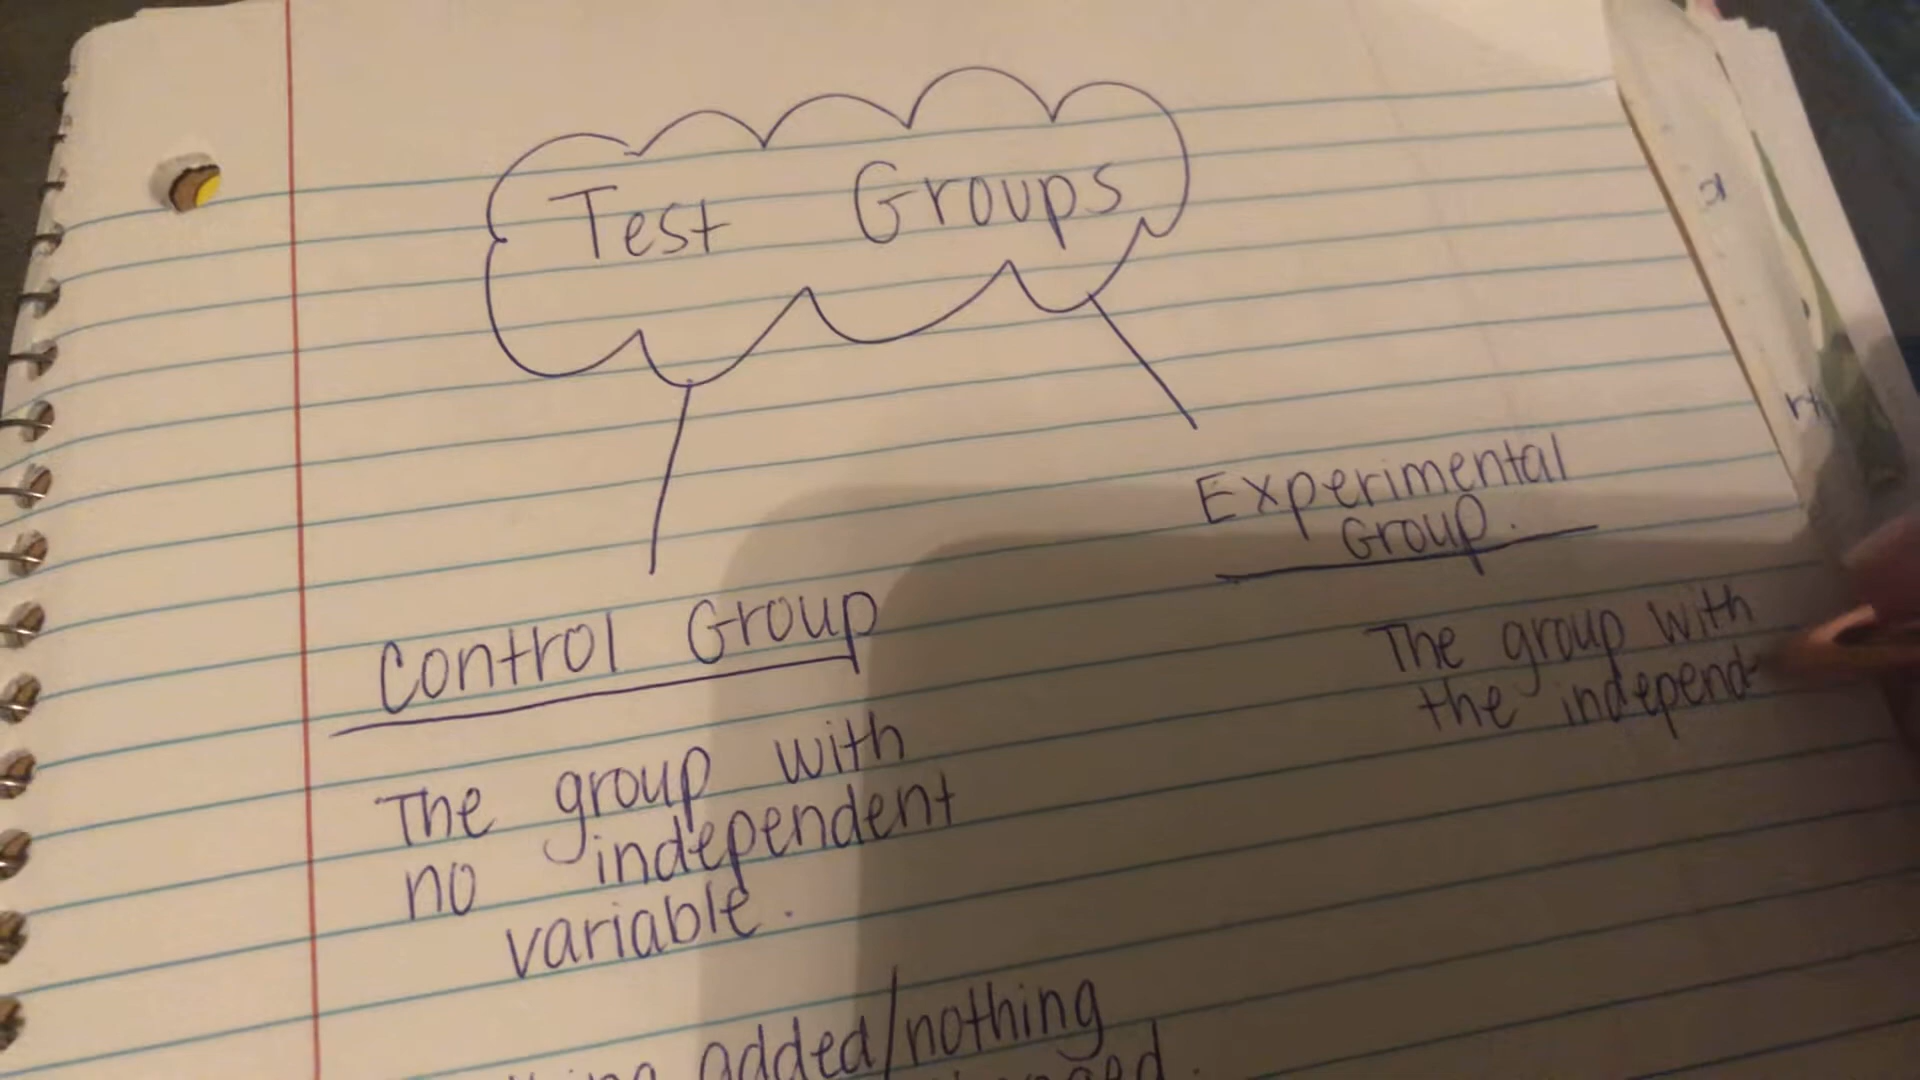 Test Groups
Control Group
The group with
no independent
variable.
added/nothing
Experimental
Group.
The group with
the independ